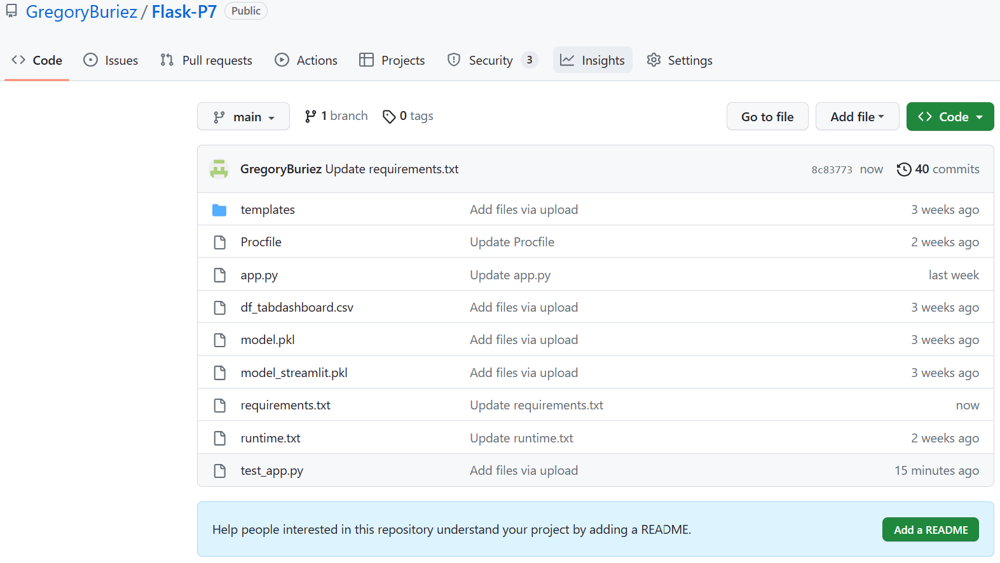 GregoryBuriez / Flask-P7 Public
Code Issues Pull requests Actions Projects Security 3 Insights Settings
main 1 branch 0 tags Go to file Add file Code
GregoryBuriez Update requirements.txt 8c83773 now 40 commits
templates Add files via upload 3 weeks ago
Procfile Update Procfile 2 weeks ago
app.py Update app.py last week
df_tabdashboard.csv Add files via upload 3 weeks ago
model.pkl Add files via upload 3 weeks ago
model_streamlit.pkl Add files via upload 3 weeks ago
requirements.txt Update requirements.txt now
runtime.txt Update runtime.txt 2 weeks ago
test_app.py Add files via upload 15 minutes ago
Help people interested in this repository understand your project by adding a README. Add a README